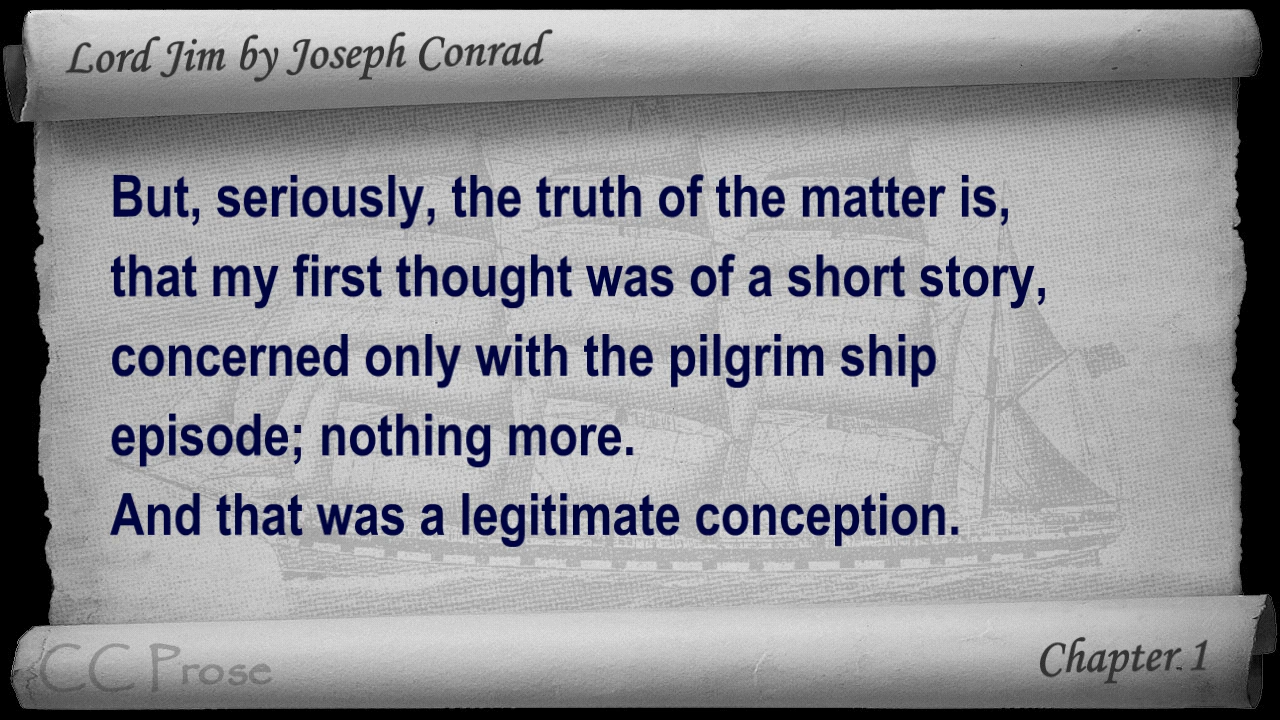 Lord Jim by Joseph Conrad
But, seriously, the truth of the matter is,
that my first thought was of a short story,
concerned only with the pilgrim ship
episode; nothing more.
And that was a legitimate conception.
CC Prose
Chapter 1